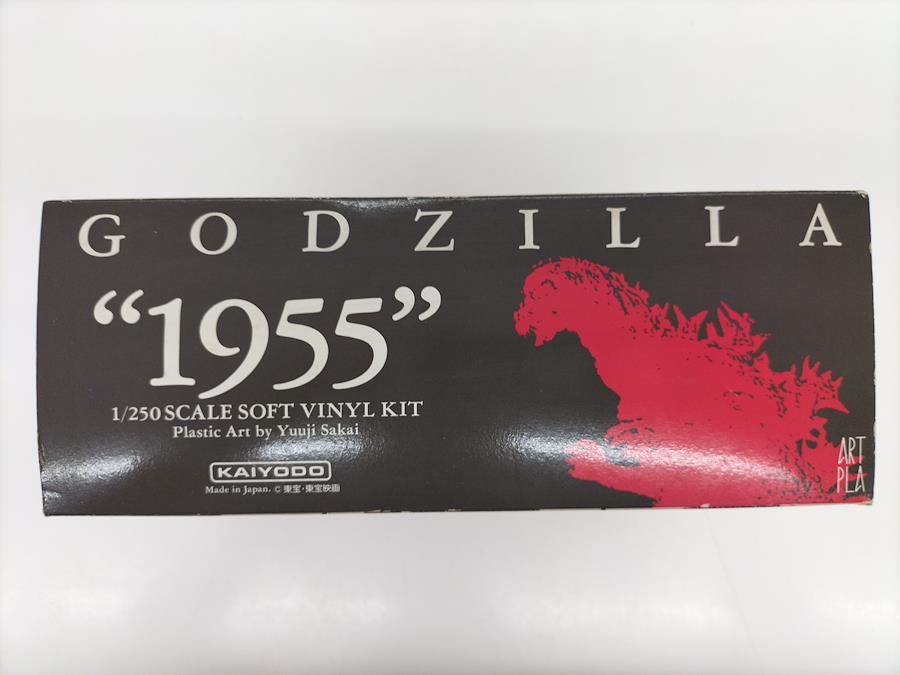 GODZILLA
“1955”
1/250 SCALE SOFT VINYL KIT
Plastic Art by Yuuji Sakai
KAIYODO
Made in Japan. © 東宝・東宝映画
ART
PLA